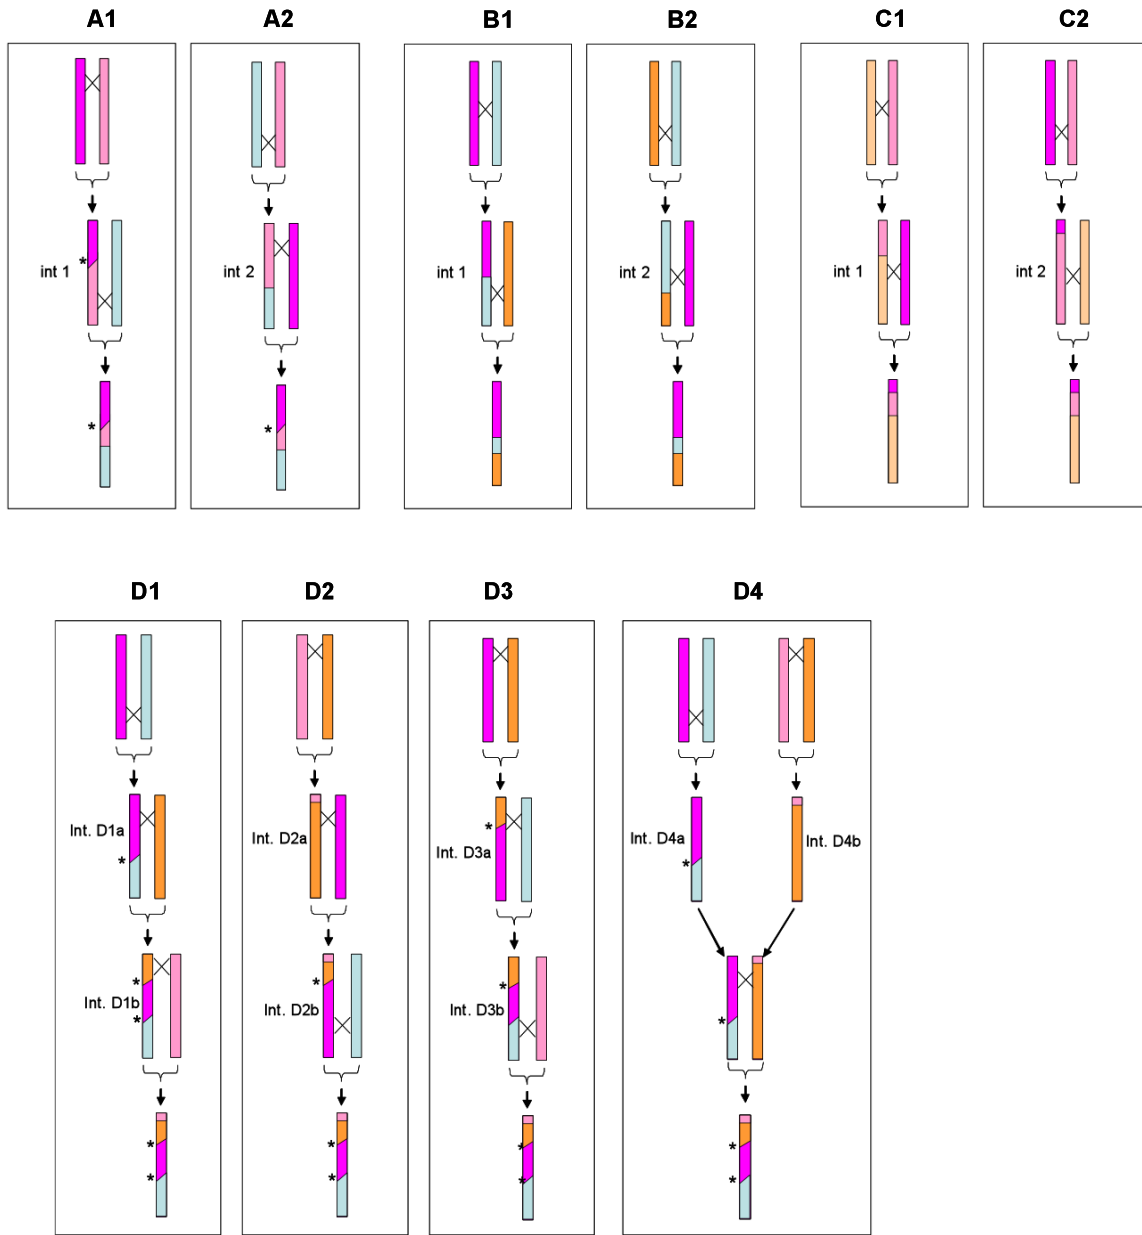 A1 A2 B1 B2 C1 C2
int 1 int 2 int 1 int 2 int 1 int 2
*
*
*
D1 D2 D3 D4
Int. D1a Int. D2a Int. D3a Int. D4a Int. D4b
*
*
*
Int. D1b Int. D2b Int. D3b
* * *
* *
* * * *
* * * *